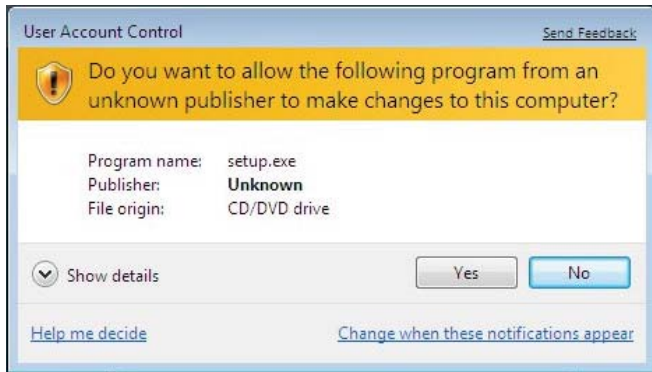 User Account Control
Send Feedback
Do you want to allow the following program from an
unknown publisher to make changes to this computer?
Program name: setup.exe
Publisher: Unknown
File origin: CD/DVD drive
Show details
Yes No
Help me decide
Change when these notifications appear